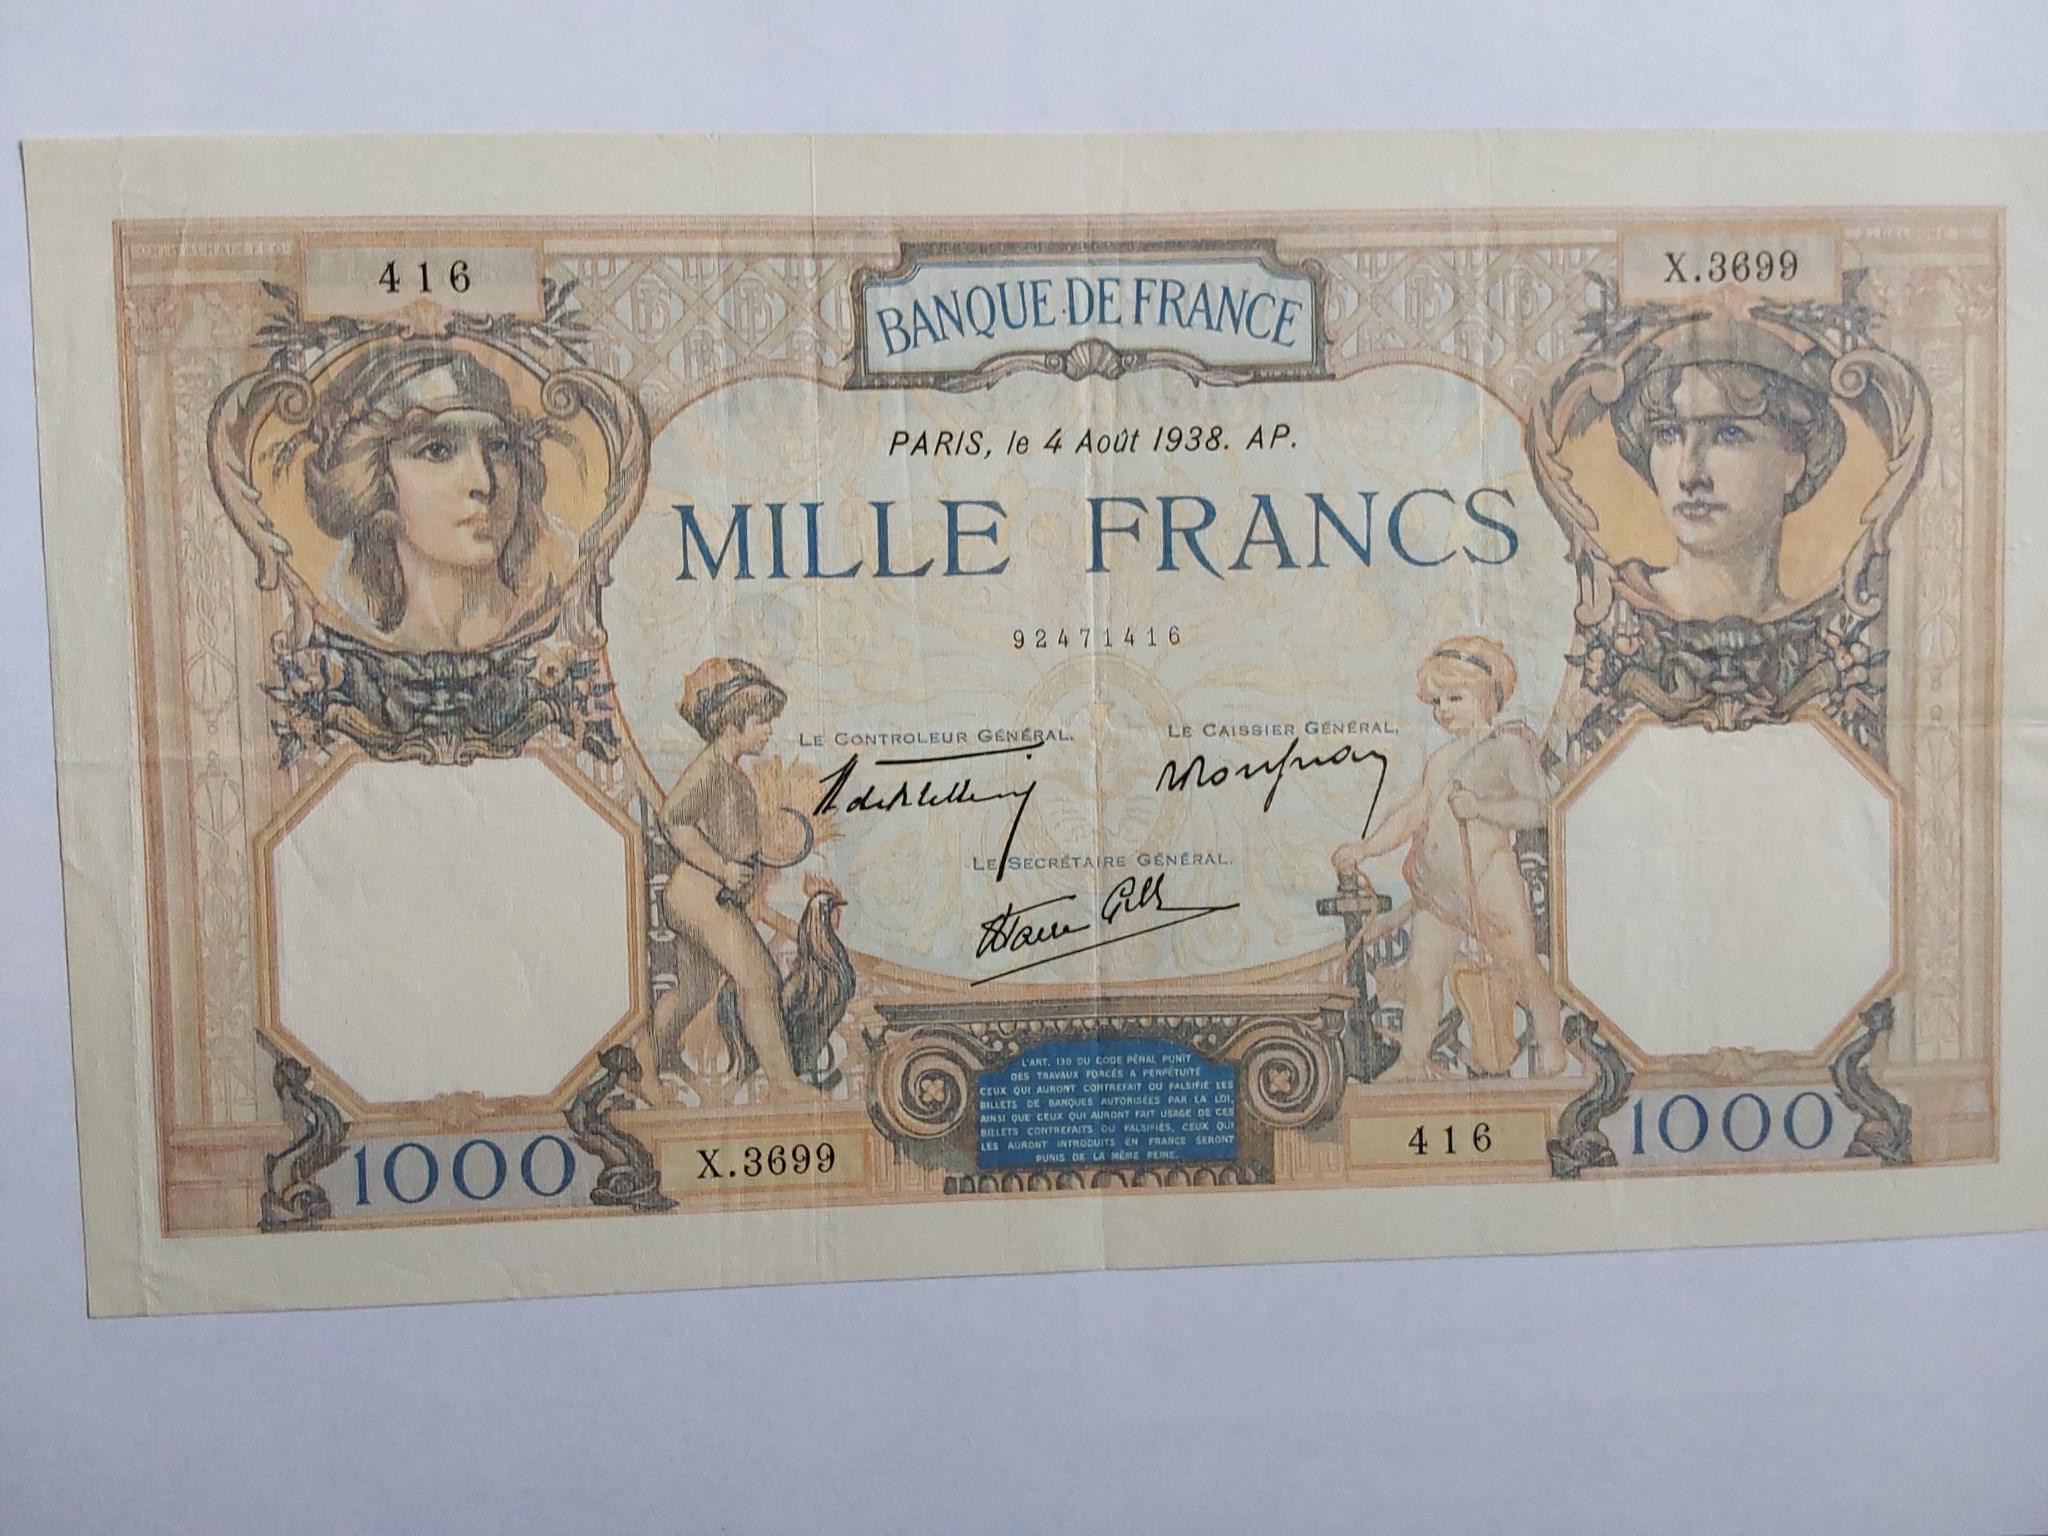 416
X.3699
BANQUE DE FRANCE
PARIS, le 4 Août 1938. AP.
MILLE FRANCS
92471416
LE CONTROLEUR GÉNÉRAL,
LE CAISSIER GÉNÉRAL,
LE SECRÉTAIRE GÉNÉRAL.
L'ART. 139 DU CODE PÉNAL PUNIT
DES TRAVAUX FORCÉS A PERPÉTUITÉ
CEUX QUI AURONT CONTREFAIT OU FALSIFIÉ LES
BILLETS DE BANQUES AUTORISÉES PAR LA LOI,
AINSI QUE CEUX QUI AURONT FAIT USAGE DE CES
BILLETS CONTREFAITS OU FALSIFIÉS, CEUX QUI
LES AURONT INTRODUITS EN FRANCE SERONT
PUNIS DE LA MÊME PEINE.
1000
X.3699
416
1000